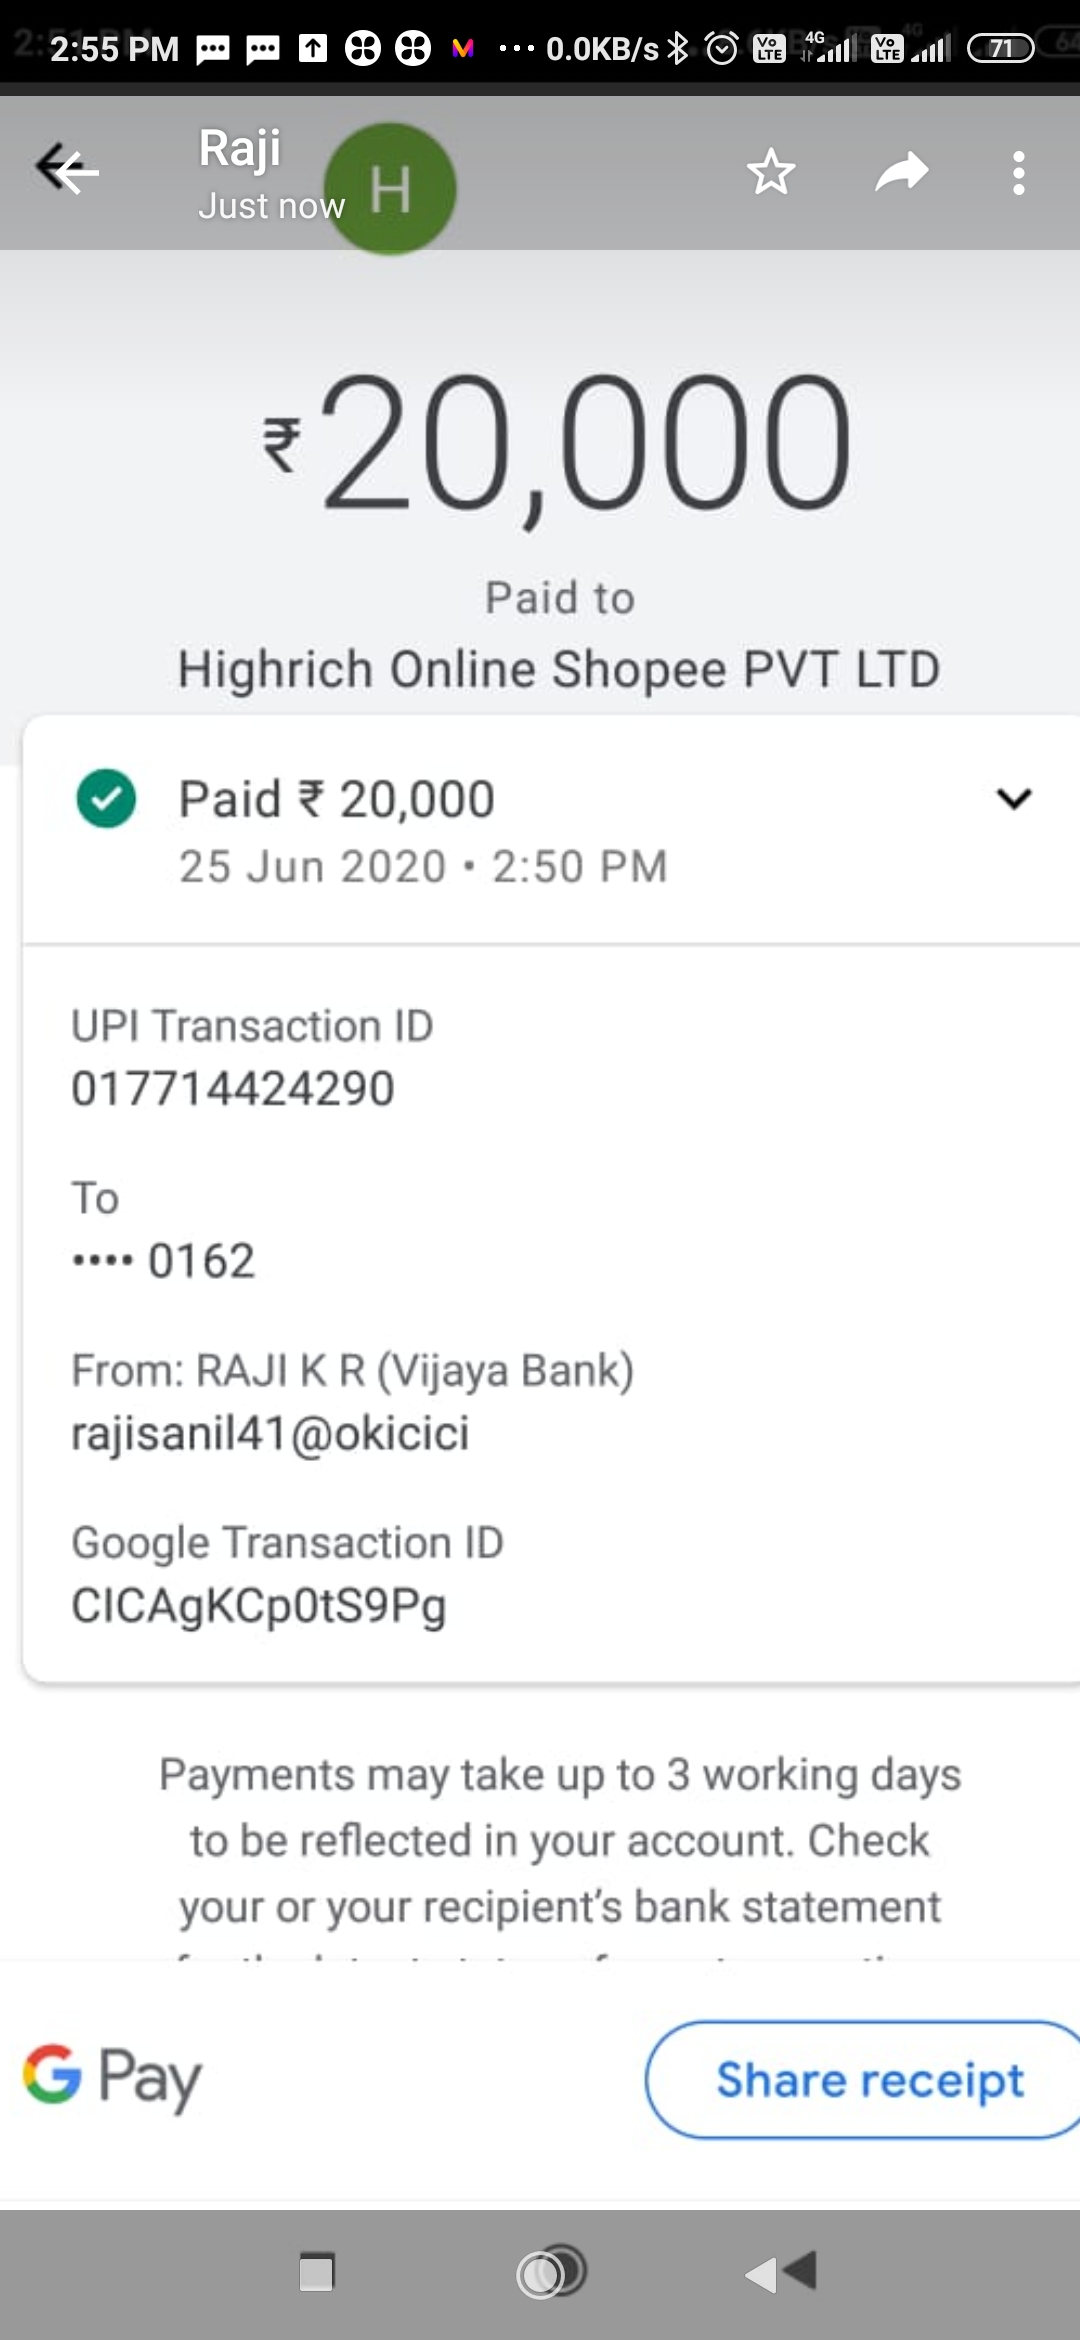 2:55 PM 0.0KB/s 4G 71
Raji
Just now
H
₹20,000
Paid to
Highrich Online Shopee PVT LTD
Paid ₹ 20,000
25 Jun 2020 • 2:50 PM
UPI Transaction ID
017714424290
To
•••• 0162
From: RAJI K R (Vijaya Bank)
rajisanil41@okicici
Google Transaction ID
CICAgKCp0tS9Pg
Payments may take up to 3 working days
to be reflected in your account. Check
your or your recipient's bank statement
G Pay
Share receipt